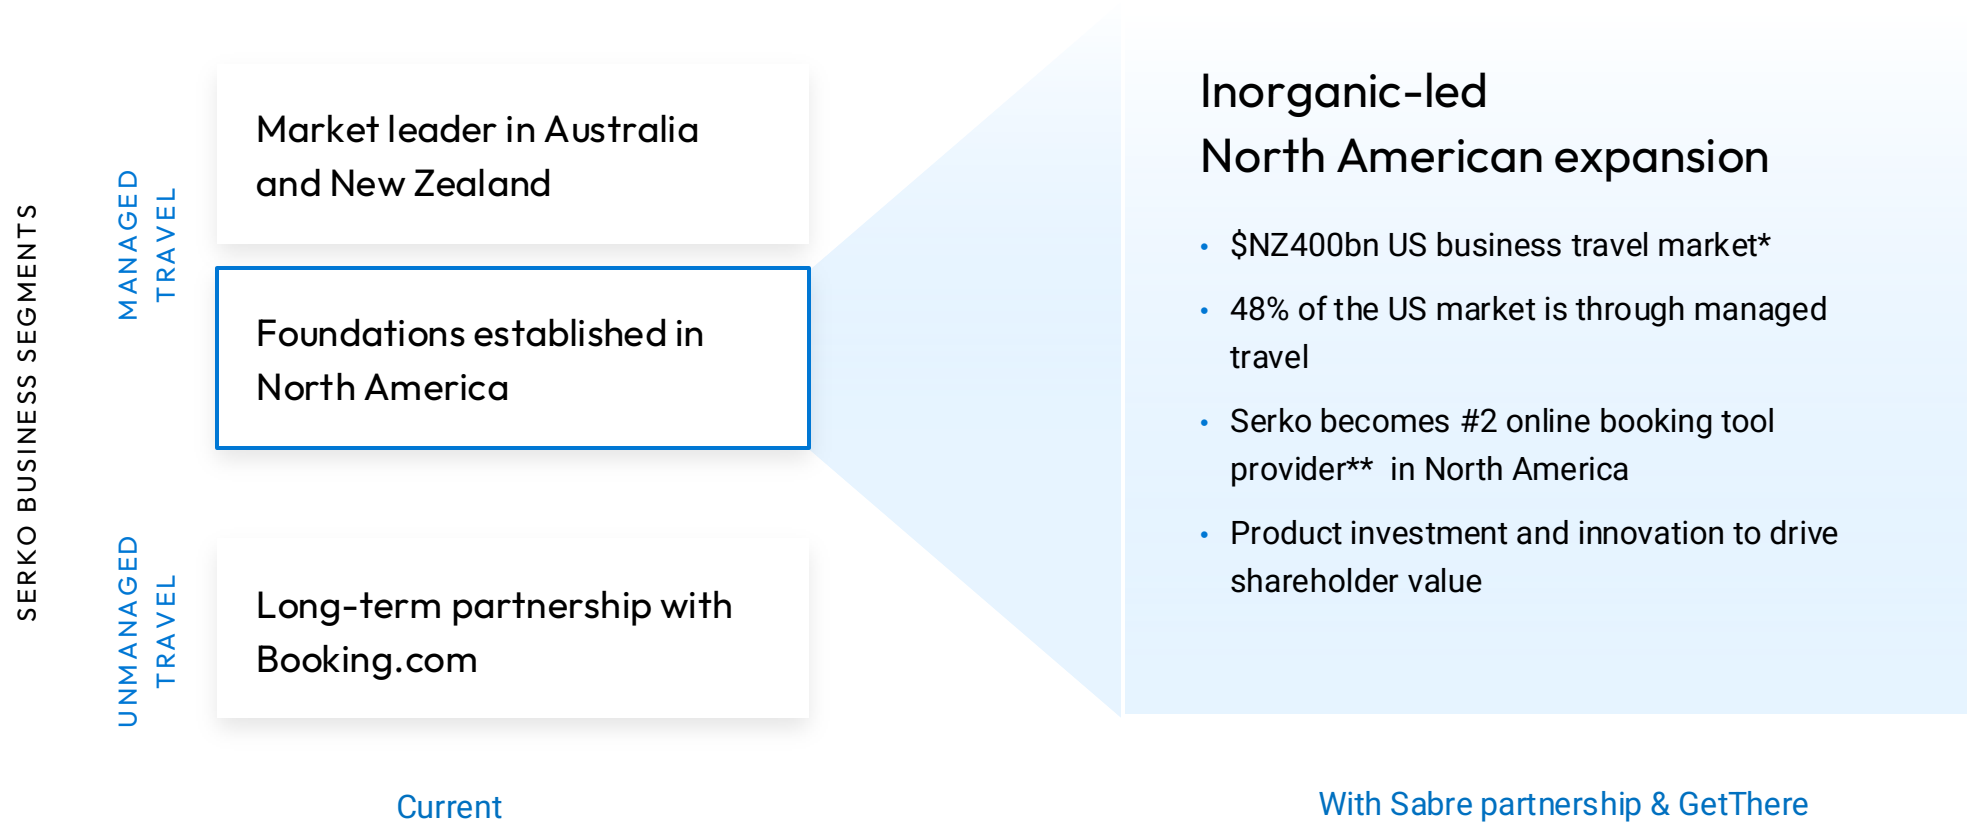 SERKO BUSINESS SEGMENTS
MANAGED
TRAVEL
Market leader in Australia
and New Zealand
Foundations established in
North America
UNMANAGED
TRAVEL
Long-term partnership with
Booking.com
Current
Inorganic-led
North American expansion
• $NZ400bn US business travel market*
• 48% of the US market is through managed
travel
• Serko becomes #2 online booking tool
provider** in North America
• Product investment and innovation to drive
shareholder value
With Sabre partnership & GetThere